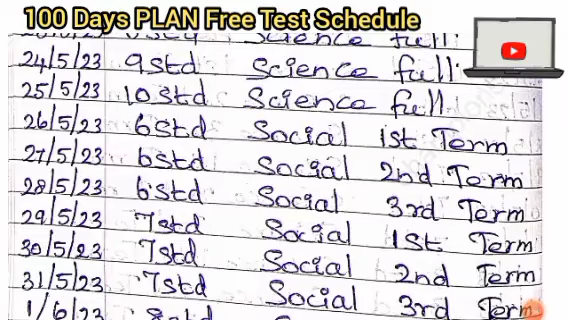 100 Days PLAN Free Test Schedule
Science full
24/5/23 9std Science full
25/5/23 10std Science full
26/5/23 6std Social 1st Term
27/5/23 6std Social 2nd Term
28/5/23 6std Social 3rd Term
29/5/23 7std Social 1st Term
30/5/23 7std Social 2nd Term
31/5/23 7std Social 3rd Term
1/6/23